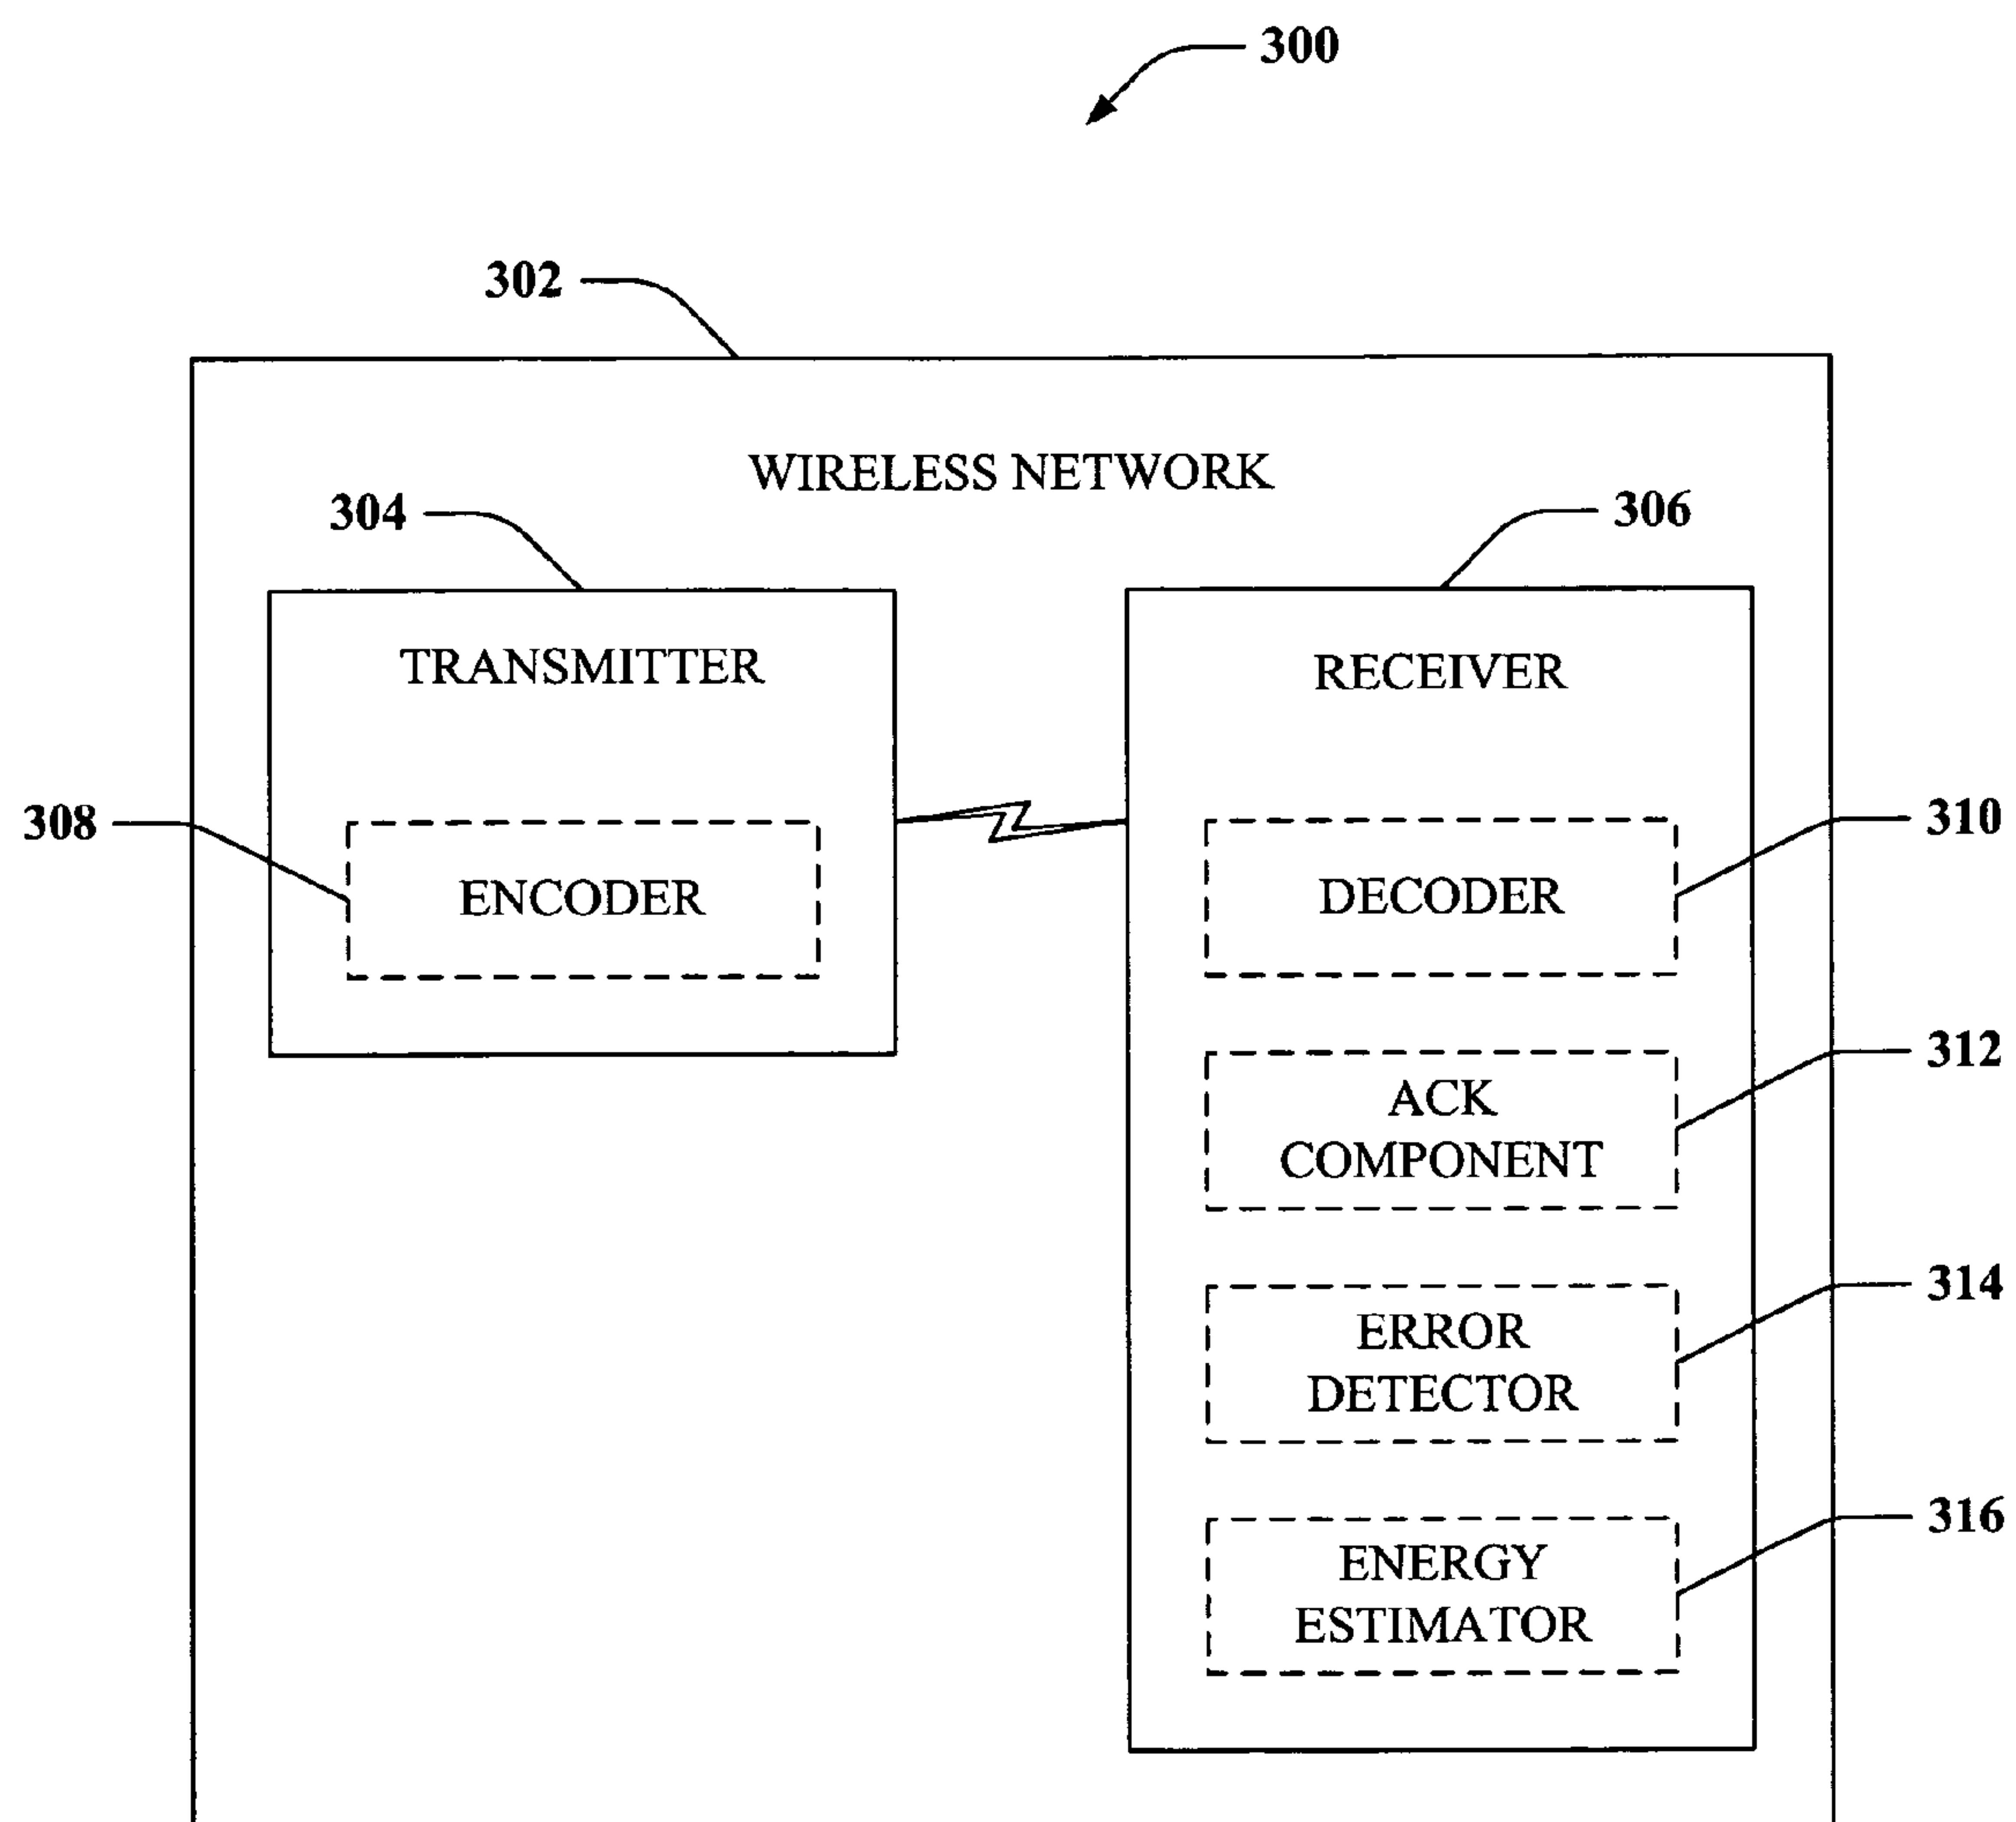 300
302
WIRELESS NETWORK
304
306
TRANSMITTER
RECEIVER
308
310
ENCODER
DECODER
312
ACK
COMPONENT
314
ERROR
DETECTOR
316
ENERGY
ESTIMATOR